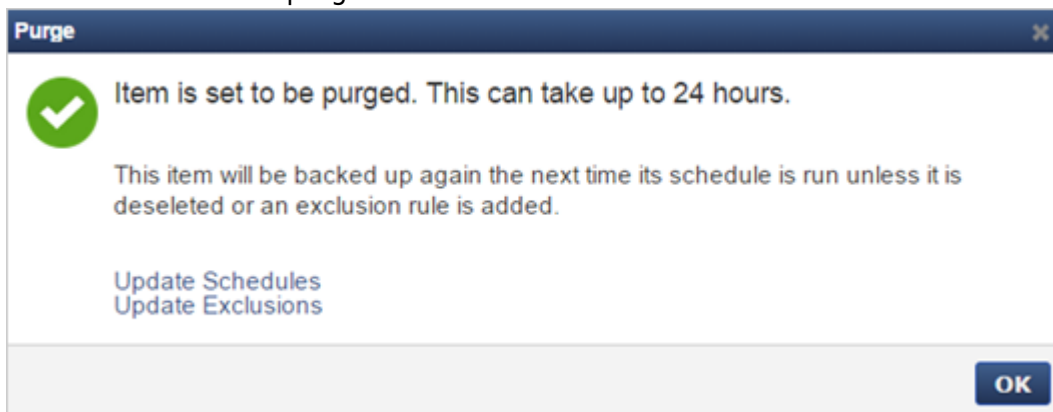 Purge
Item is set to be purged. This can take up to 24 hours.
This item will be backed up again the next time its schedule is run unless it is
deseleted or an exclusion rule is added.
Update Schedules
Update Exclusions
OK